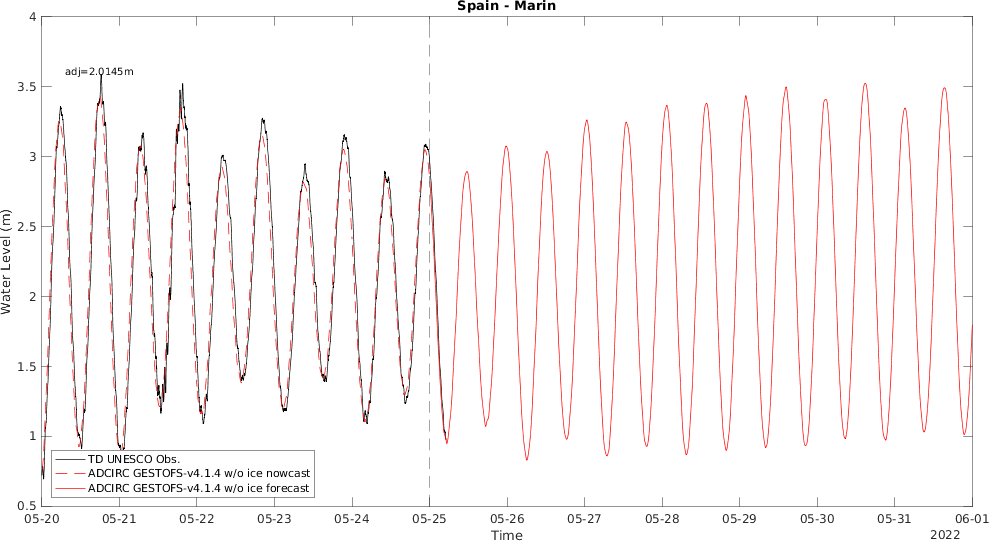 Spain - Marin
adj=2.0145m
Water Level (m)
4
3.5
3
2.5
2
1.5
1
0.5
TD UNESCO Obs.
ADCIRC GESTOFS-v4.1.4 w/o ice nowcast
ADCIRC GESTOFS-v4.1.4 w/o ice forecast
05-20 05-21 05-22 05-23 05-24 05-25 05-26 05-27 05-28 05-29 05-30 05-31 06-01
Time
2022